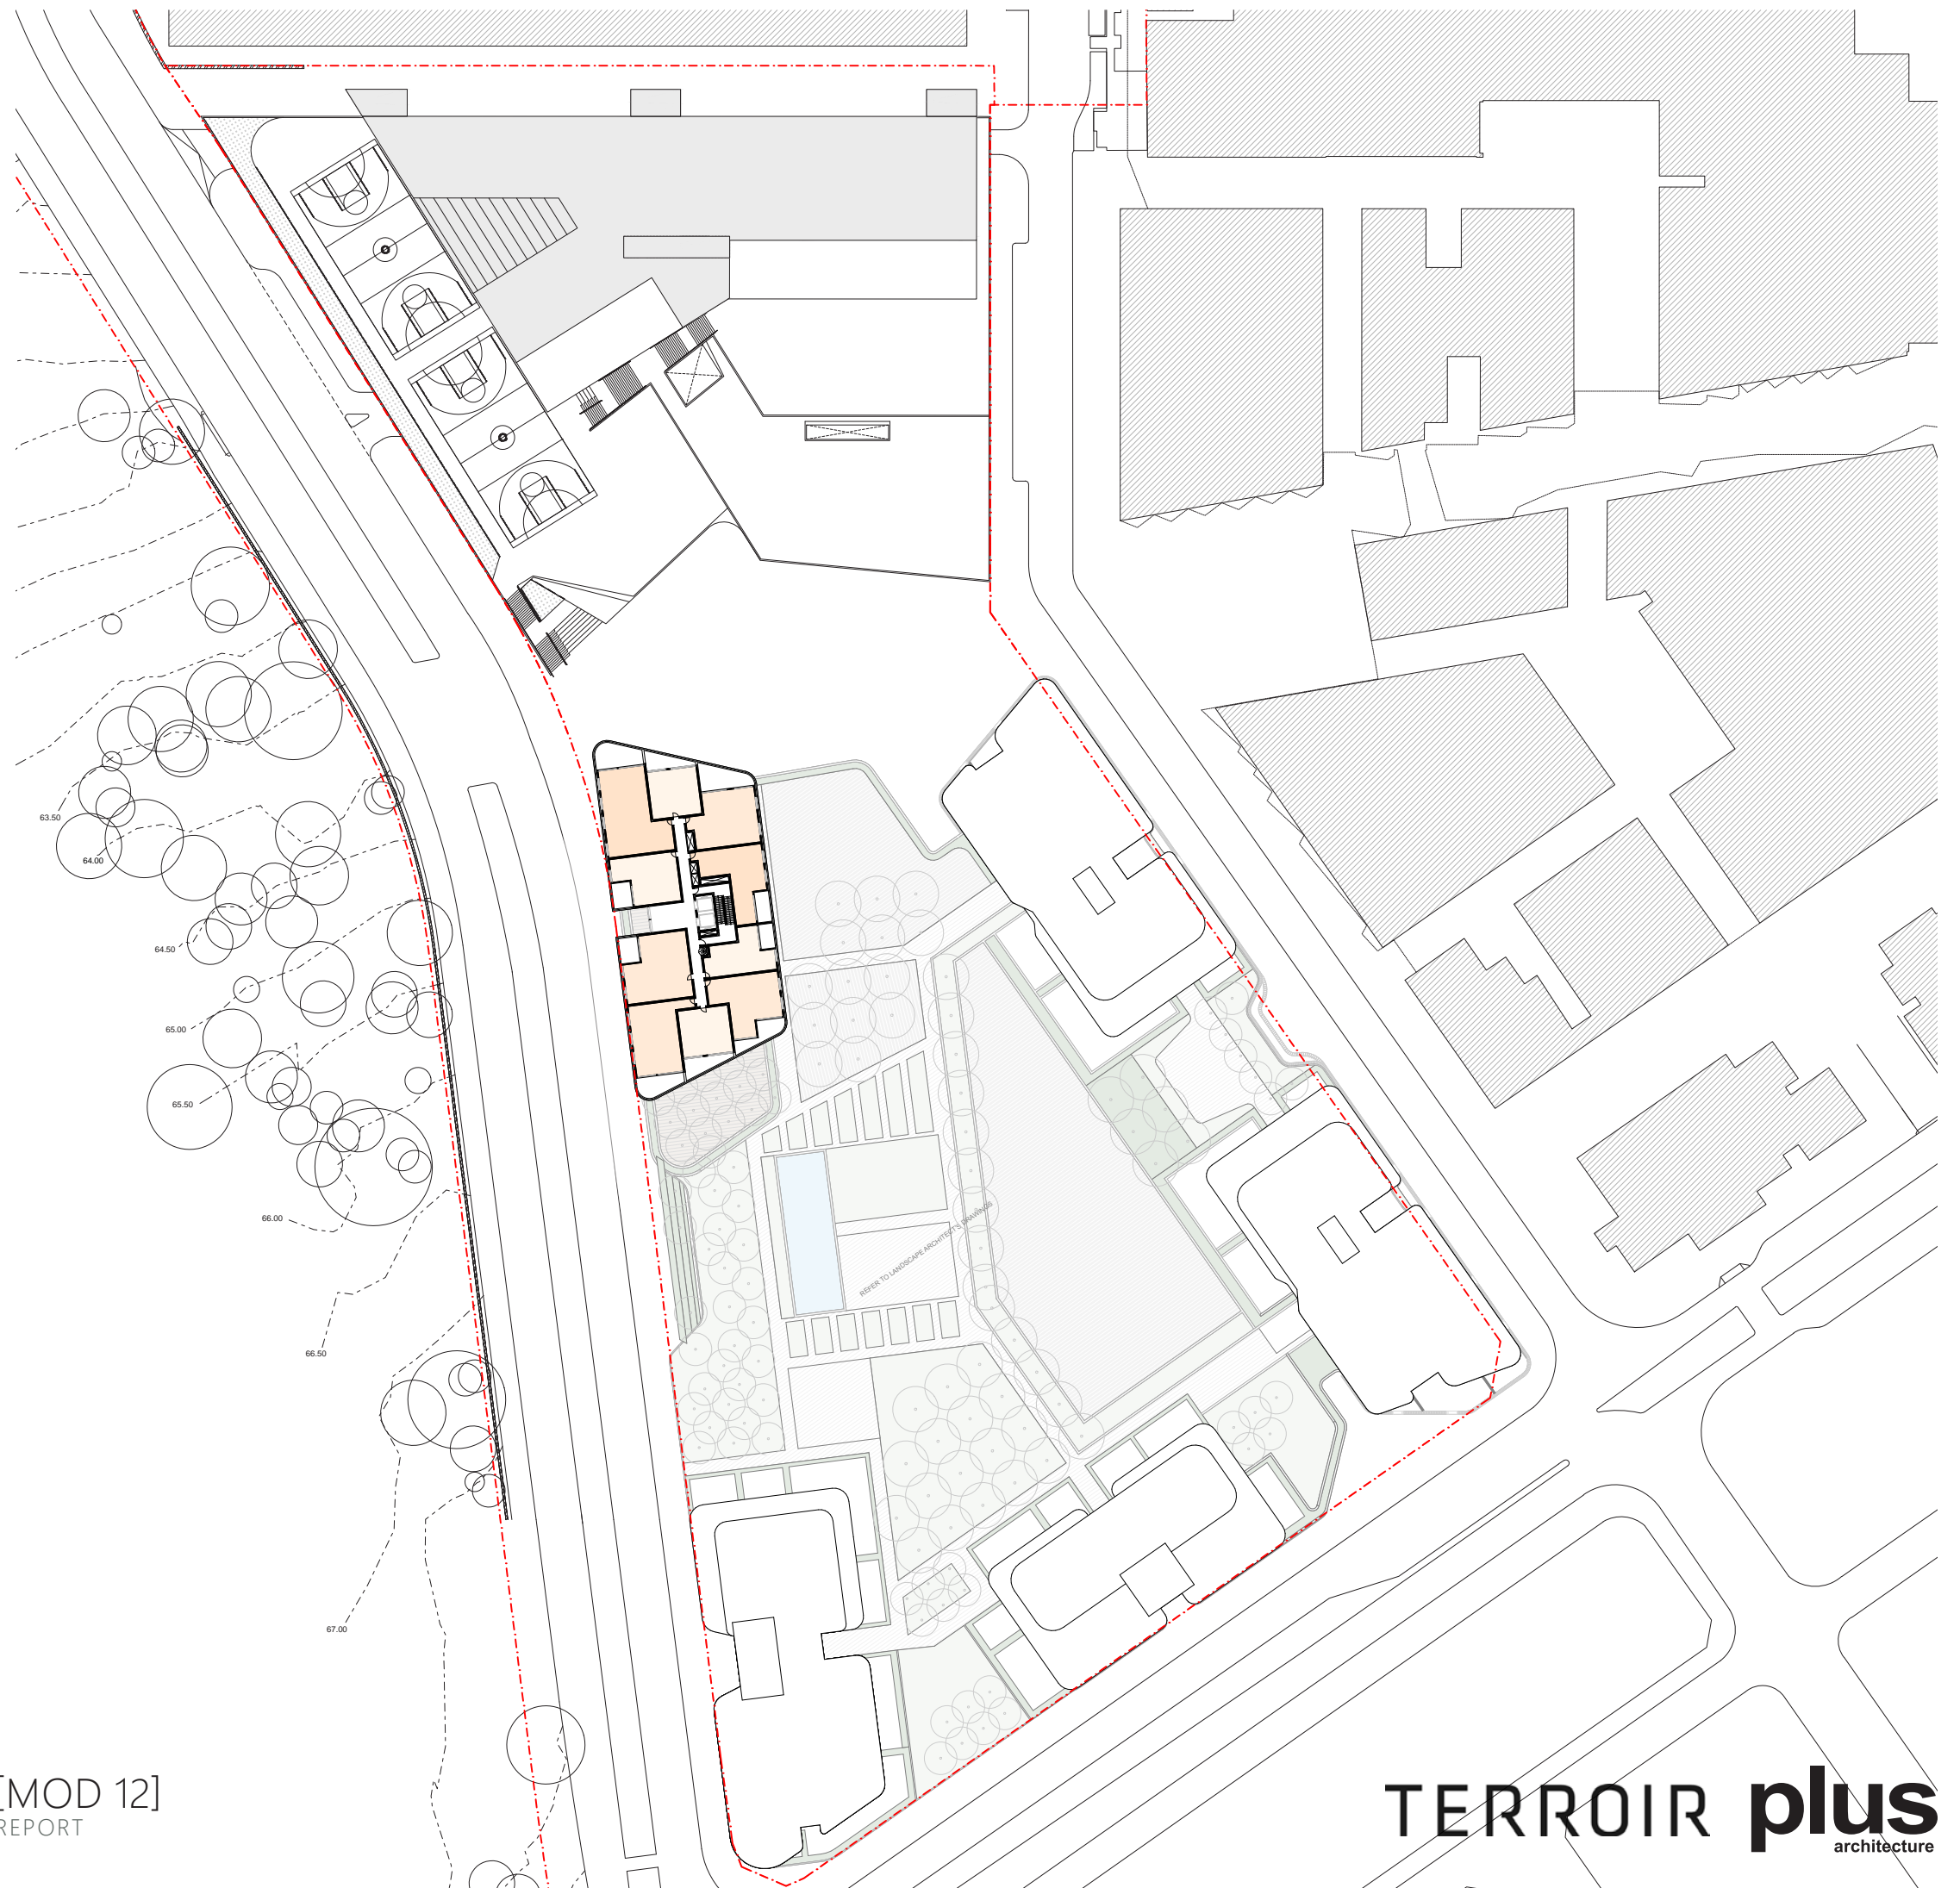 63.50
64.00
64.50
65.00
65.50
66.00
REFER TO LANDSCAPE ARCHITECT'S DRAWINGS
66.50
67.00
[MOD 12]
REPORT
TERROIR
plus
architecture